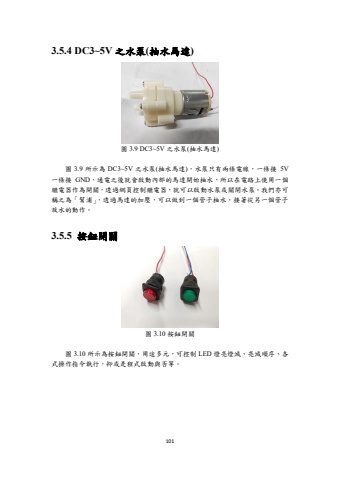 3.5.4 DC3~5V 之水泵(抽水馬達)
圖 3.9 DC3~5V 之水泵(抽水馬達)
圖 3.9 所示為 DC3~5V 之水泵(抽水馬達)，水泵只有兩條電線，一條接 5V
一條接 GND，通電之後就會啟動內部的馬達開始抽水，所以在電路上使用一個
繼電器作為開關，透過網頁控制繼電器，就可以啟動水泵或關閉水泵，我們亦可
稱之為「幫浦」，透過馬達的加壓，可以做到一個管子抽水，接著從另一個管子
放水的動作。
3.5.5 按鈕開關
圖 3.10 按鈕開關
圖 3.10 所示為按鈕開關，用途多元，可控制 LED 燈亮燈滅、亮滅順序、各
式操作指令執行，抑或是程式啟動與否等。
101